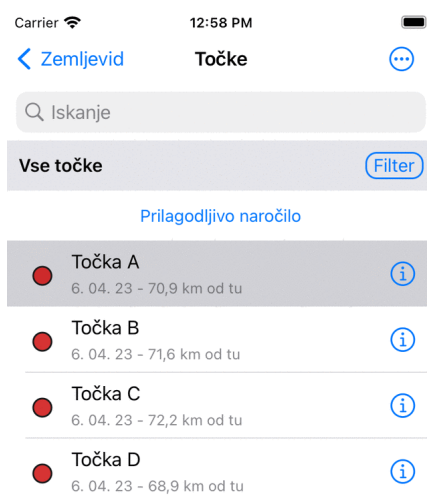 Carrier 12:58 PM
Zemljevid Točke
Iskanje
Vse točke Filter
Prilagodljivo naročilo
Točka A
6. 04. 23 - 70,9 km od tu
Točka B
6. 04. 23 - 71,6 km od tu
Točka C
6. 04. 23 - 72,2 km od tu
Točka D
6. 04. 23 - 68,9 km od tu